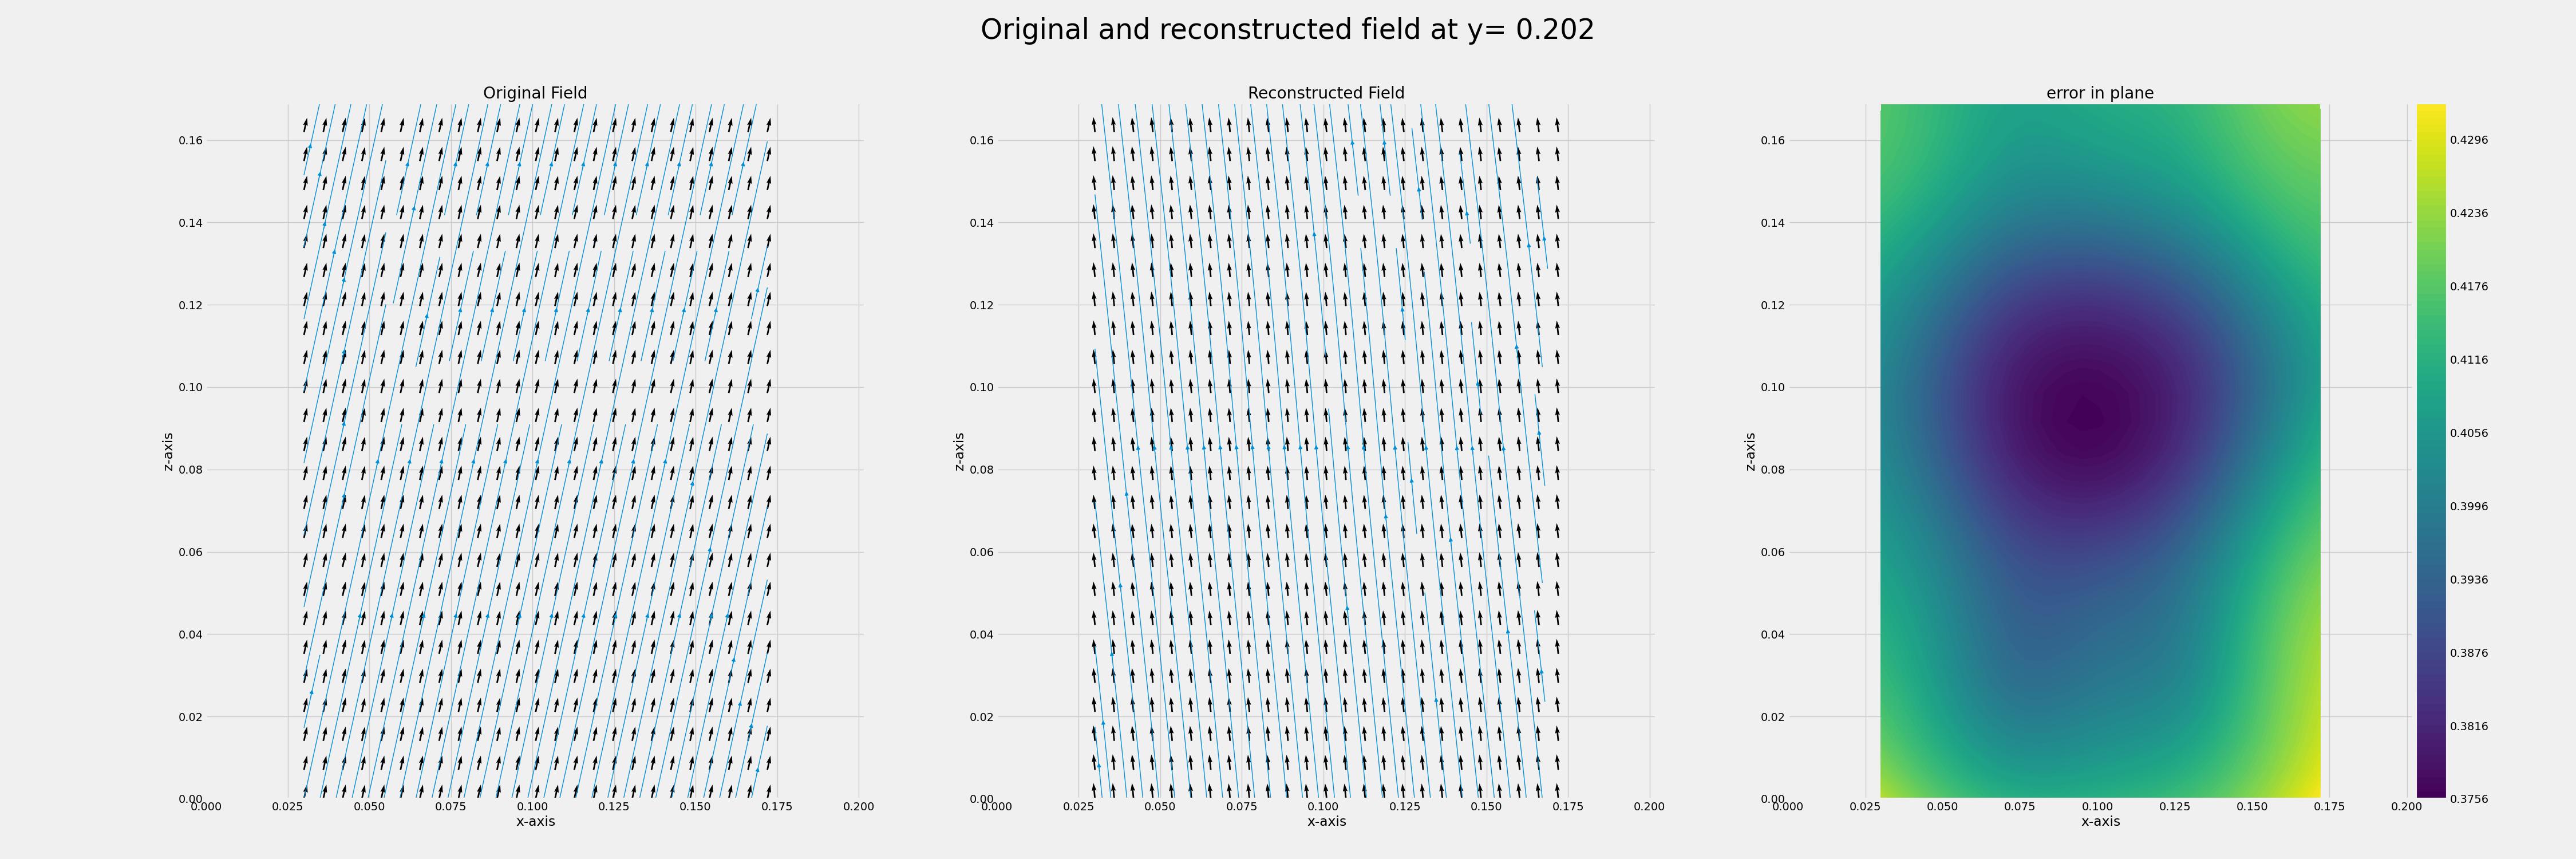 Original and reconstructed field at y= 0.202
Original Field
z-axis
0.16
0.14
0.12
0.10
0.08
0.06
0.04
0.02
0.00
0.000 0.025 0.050 0.075 0.100 0.125 0.150 0.175 0.200
x-axis
Reconstructed Field
z-axis
0.16
0.14
0.12
0.10
0.08
0.06
0.04
0.02
0.00
0.000 0.025 0.050 0.075 0.100 0.125 0.150 0.175 0.200
x-axis
error in plane
z-axis
0.16
0.14
0.12
0.10
0.08
0.06
0.04
0.02
0.00
0.000 0.025 0.050 0.075 0.100 0.125 0.150 0.175 0.200
x-axis
0.4296
0.4236
0.4176
0.4116
0.4056
0.3996
0.3936
0.3876
0.3816
0.3756